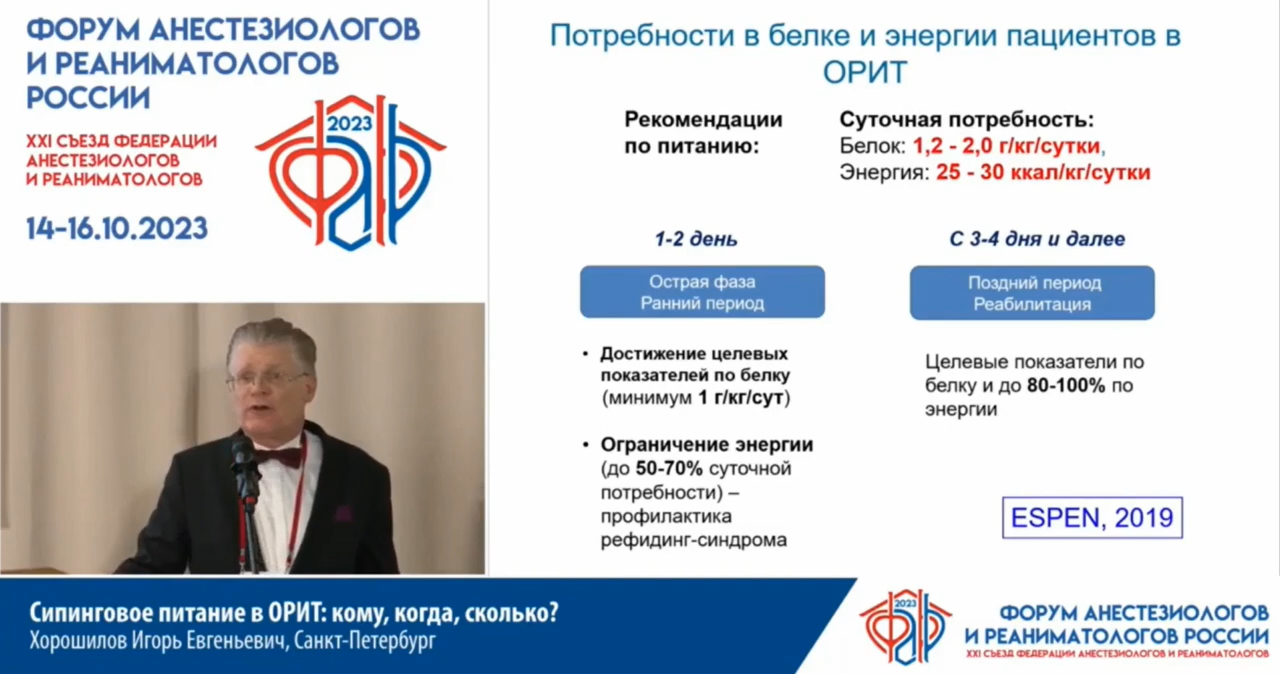 ФОРУМ АНЕСТЕЗИОЛОГОВ
И РЕАНИМАТОЛОГОВ
РОССИИ
XXI СЪЕЗД ФЕДЕРАЦИИ
АНЕСТЕЗИОЛОГОВ
И РЕАНИМАТОЛОГОВ
14-16.10.2023
2023
ФАР
Потребности в белке и энергии пациентов в
ОРИТ
Рекомендации
по питанию:
Суточная потребность:
Белок: 1,2 - 2,0 г/кг/сутки,
Энергия: 25 - 30 ккал/кг/сутки
1-2 день
Острая фаза
Ранний период
• Достижение целевых
показателей по белку
(минимум 1 г/кг/сут)
• Ограничение энергии
(до 50-70% суточной
потребности) –
профилактика
рефидинг-синдрома
С 3-4 дня и далее
Поздний период
Реабилитация
Целевые показатели по
белку и до 80-100% по
энергии
ESPEN, 2019
Сипинговое питание в ОРИТ: кому, когда, сколько?
Хорошилов Игорь Евгеньевич, Санкт-Петербург
2023
ФАР
ФОРУМ АНЕСТЕЗИОЛОГОВ
И РЕАНИМАТОЛОГОВ РОССИИ
XXI СЪЕЗД ФЕДЕРАЦИИ АНЕСТЕЗИОЛОГОВ И РЕАНИМАТОЛОГОВ